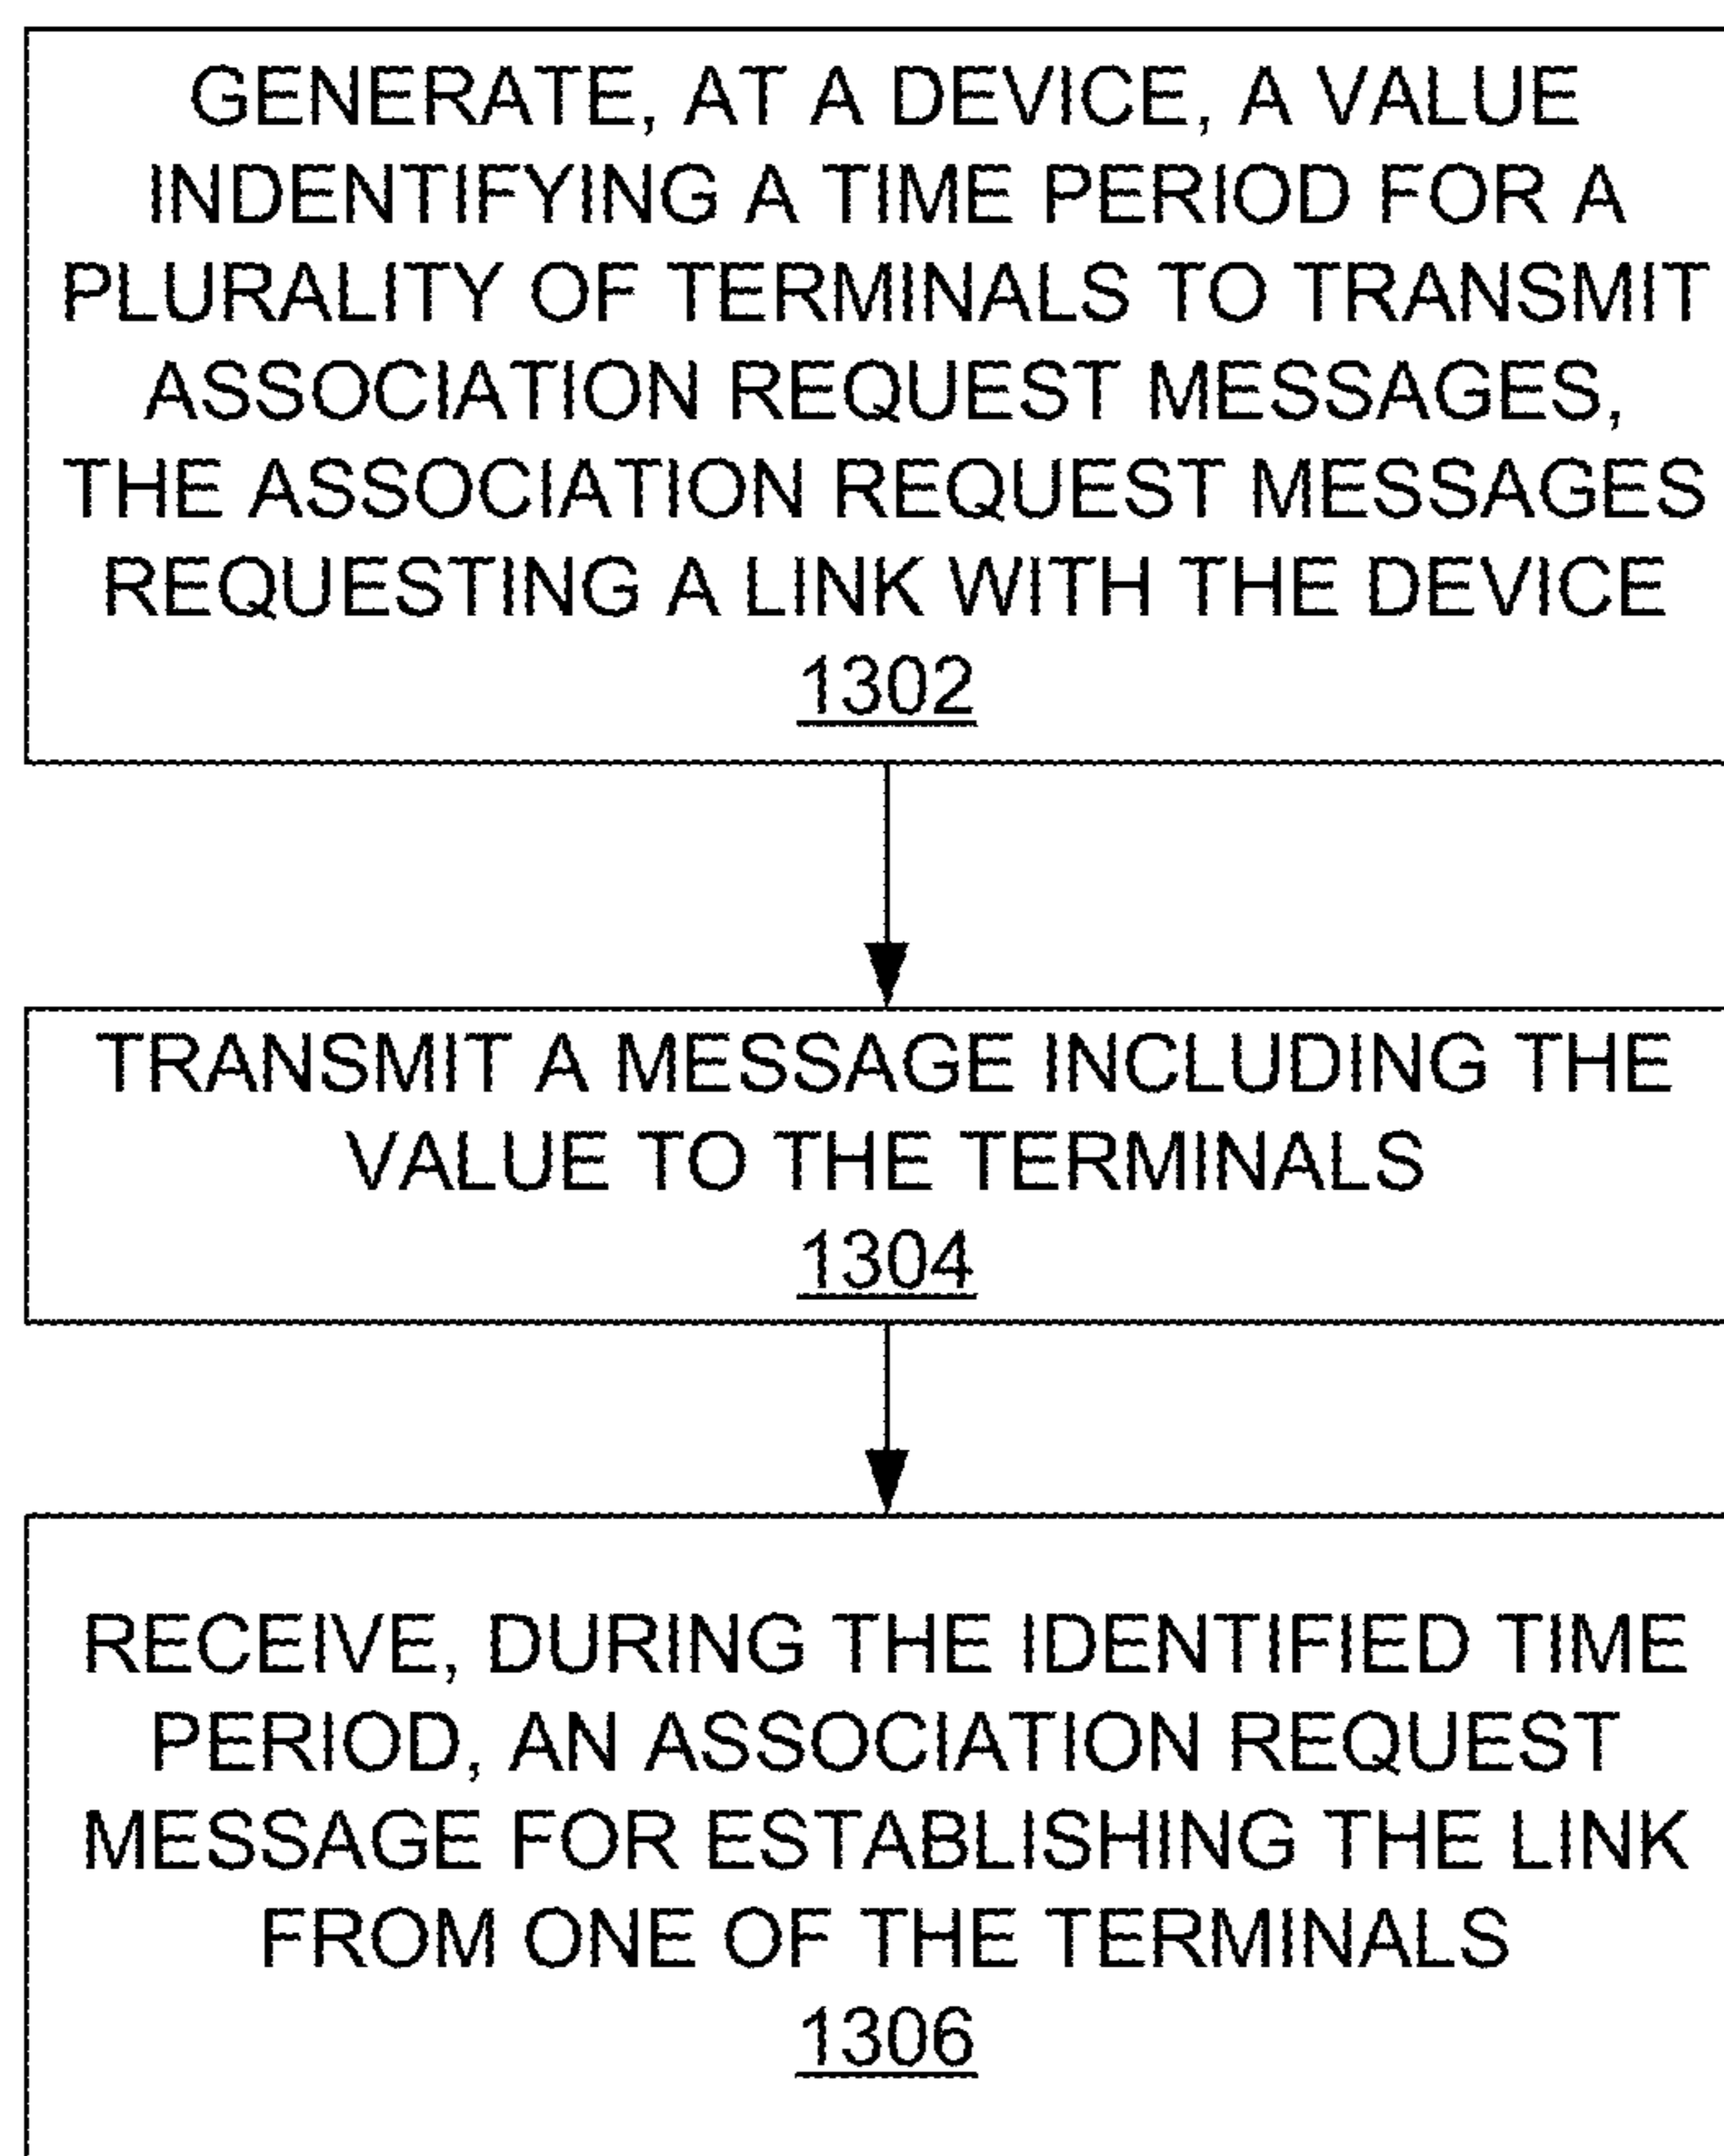 GENERATE, AT A DEVICE, A VALUE
INDENTIFYING A TIME PERIOD FOR A
PLURALITY OF TERMINALS TO TRANSMIT
ASSOCIATION REQUEST MESSAGES,
THE ASSOCIATION REQUEST MESSAGES
REQUESTING A LINK WITH THE DEVICE
1302
TRANSMIT A MESSAGE INCLUDING THE
VALUE TO THE TERMINALS
1304
RECEIVE, DURING THE IDENTIFIED TIME
PERIOD, AN ASSOCIATION REQUEST
MESSAGE FOR ESTABLISHING THE LINK
FROM ONE OF THE TERMINALS
1306